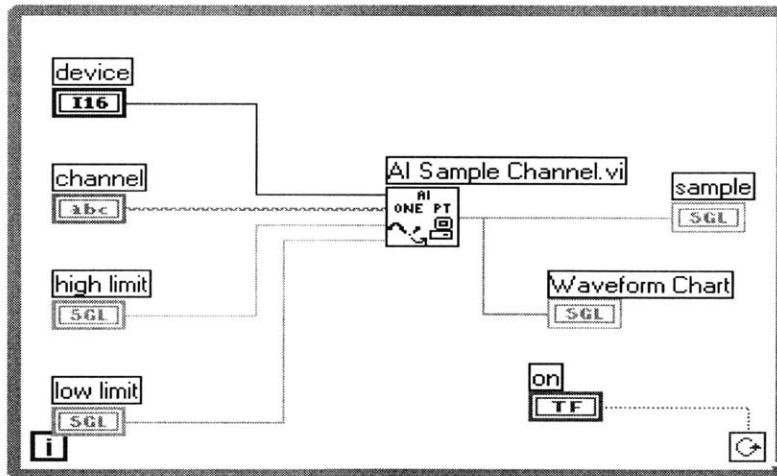 device
I16
channel
abc
AI Sample Channel.vi
AI
ONE PT
sample
SGL
high limit
SGL
Waveform Chart
SGL
low limit
SGL
on
TF
i